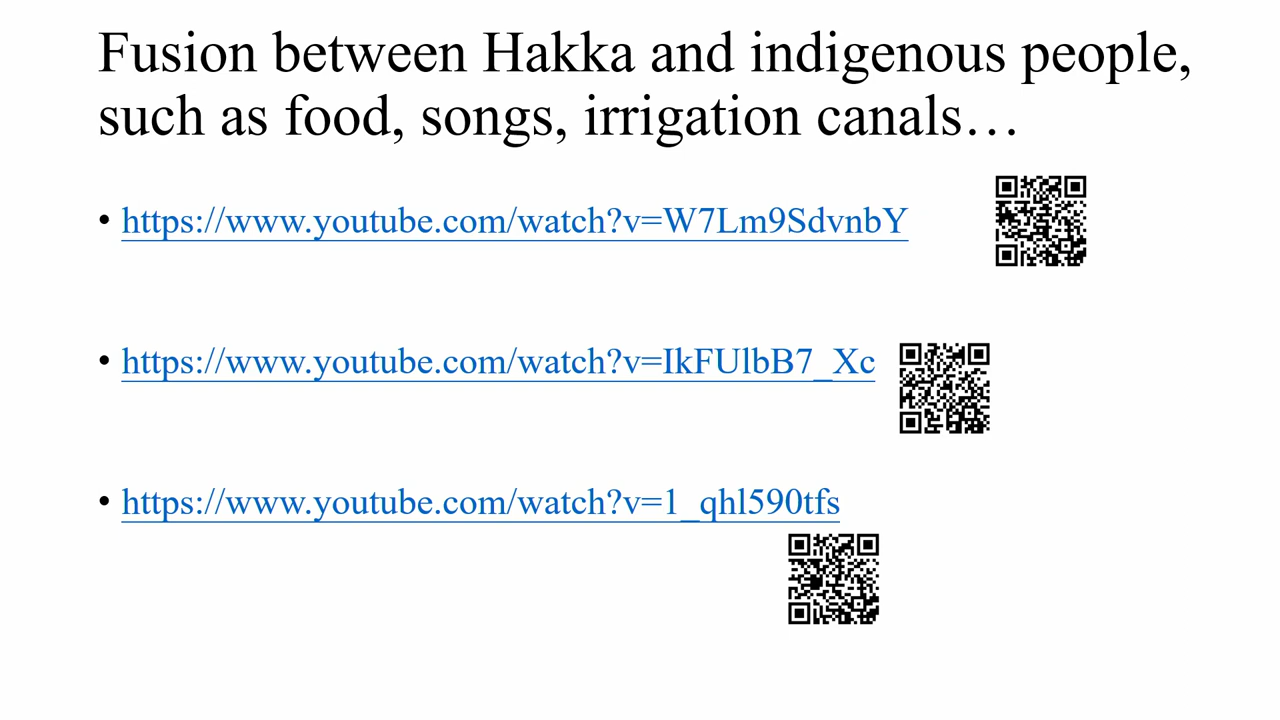 Fusion between Hakka and indigenous people,
such as food, songs, irrigation canals…
• https://www.youtube.com/watch?v=W7Lm9SdvnbY
• https://www.youtube.com/watch?v=IkFUlbB7_Xc
• https://www.youtube.com/watch?v=1_qhl590tfs